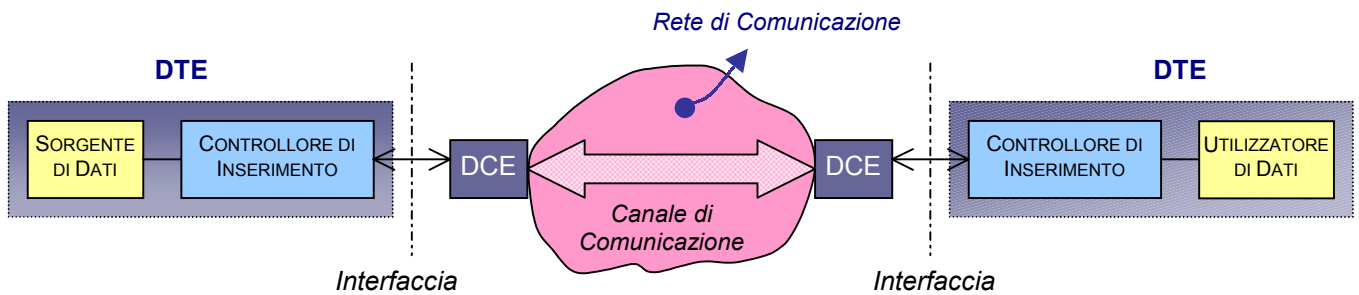 Rete di Comunicazione
DTE
DTE
SORGENTE
DI DATI
CONTROLLORE DI
INSERIMENTO
DCE
DCE
CONTROLLORE DI
INSERIMENTO
UTILIZZATORE
DI DATI
Canale di
Comunicazione
Interfaccia
Interfaccia